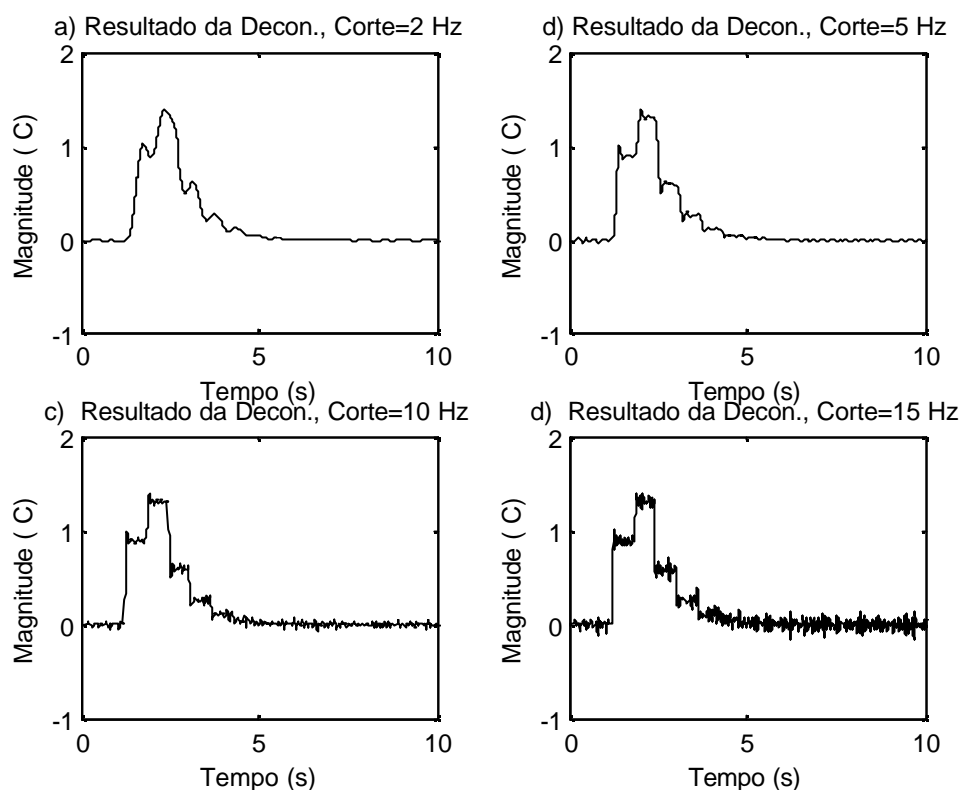 a) Resultado da Decon., Corte=2 Hz
2
1
0
-1
Magnitude ( C)
0 5 10
Tempo (s)
d) Resultado da Decon., Corte=5 Hz
2
1
0
-1
Magnitude ( C)
0 5 10
Tempo (s)
c) Resultado da Decon., Corte=10 Hz
2
1
0
-1
Magnitude ( C)
0 5 10
Tempo (s)
d) Resultado da Decon., Corte=15 Hz
2
1
0
-1
Magnitude ( C)
0 5 10
Tempo (s)